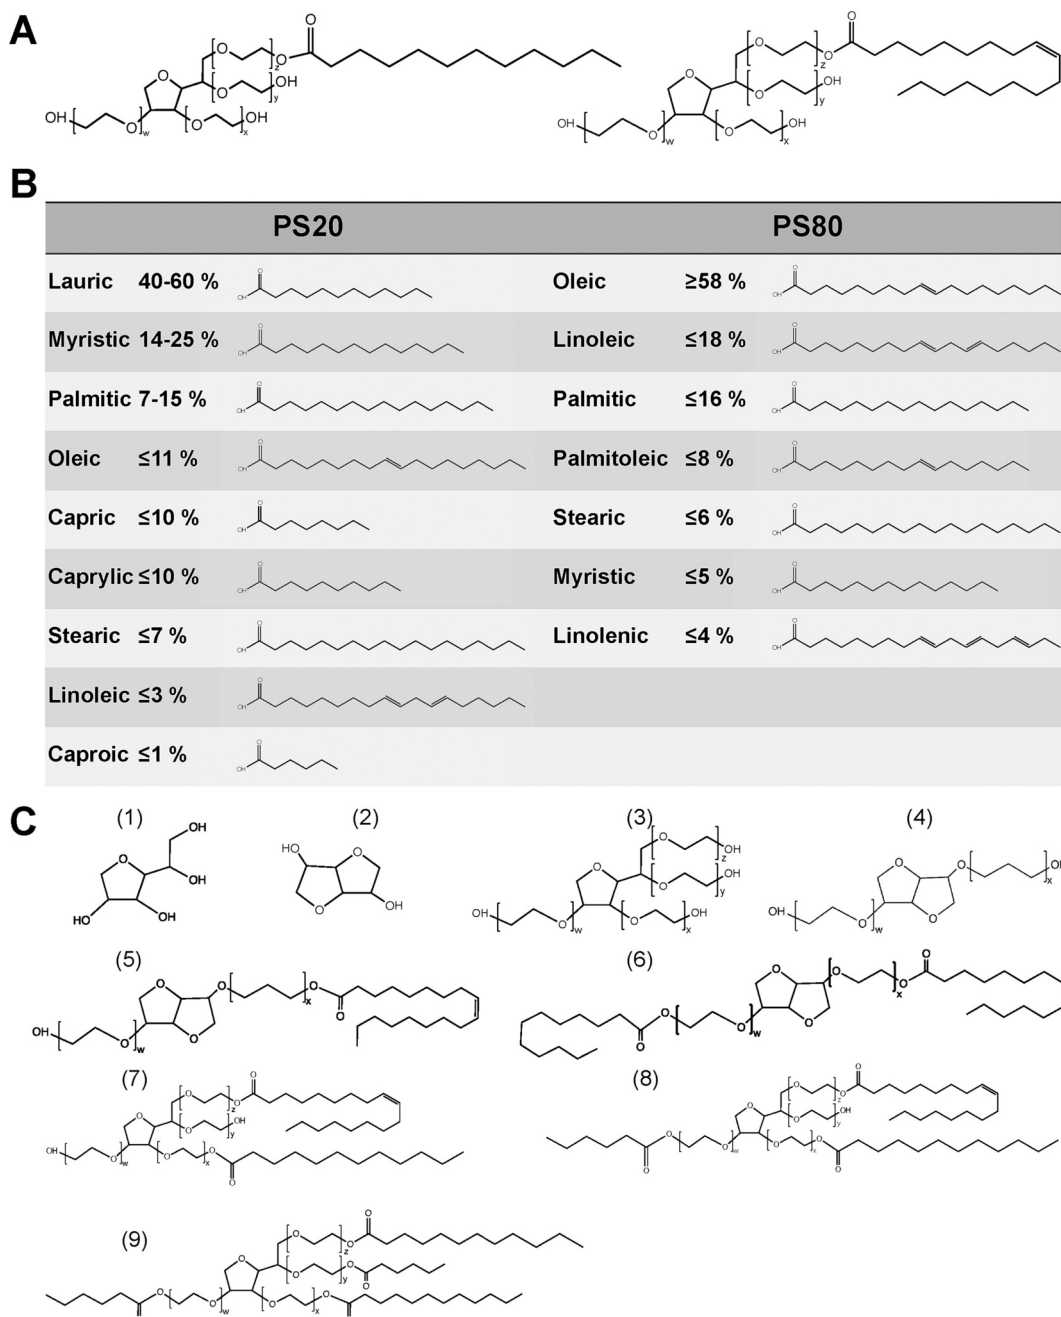 A
B
PS20 PS80
Lauric 40-60 % Oleic ≥58 %
Myristic 14-25 % Linoleic ≤18 %
Palmitic 7-15 % Palmitic ≤16 %
Oleic ≤11 % Palmitoleic ≤8 %
Capric ≤10 % Stearic ≤6 %
Caprylic ≤10 % Myristic ≤5 %
Stearic ≤7 % Linolenic ≤4 %
Linoleic ≤3 %
Caproic ≤1 %
C
(1) (2) (3) (4)
(5) (6)
(7) (8)
(9)